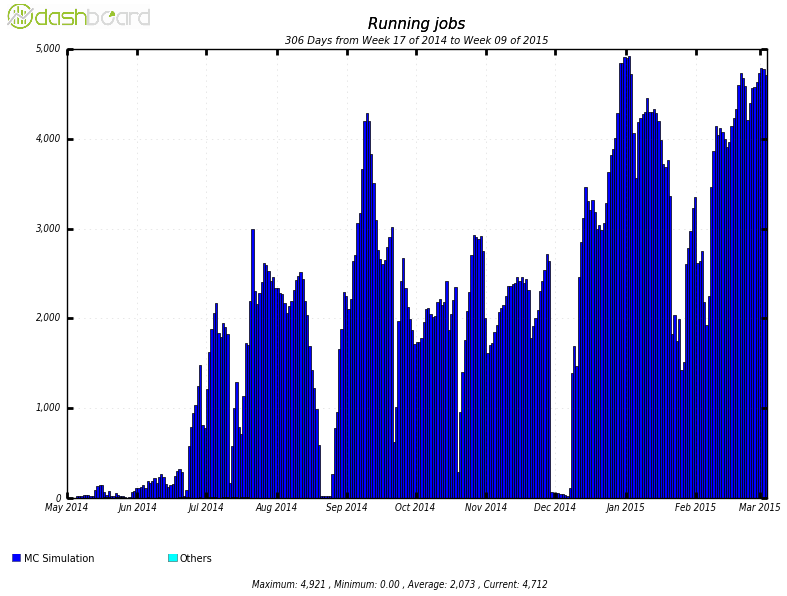 dashboard
Running jobs
306 Days from Week 17 of 2014 to Week 09 of 2015
5,000
4,000
3,000
2,000
1,000
0
May 2014 Jun 2014 Jul 2014 Aug 2014 Sep 2014 Oct 2014 Nov 2014 Dec 2014 Jan 2015 Feb 2015 Mar 2015
MC Simulation Others
Maximum: 4,921 , Minimum: 0.00 , Average: 2,073 , Current: 4,712